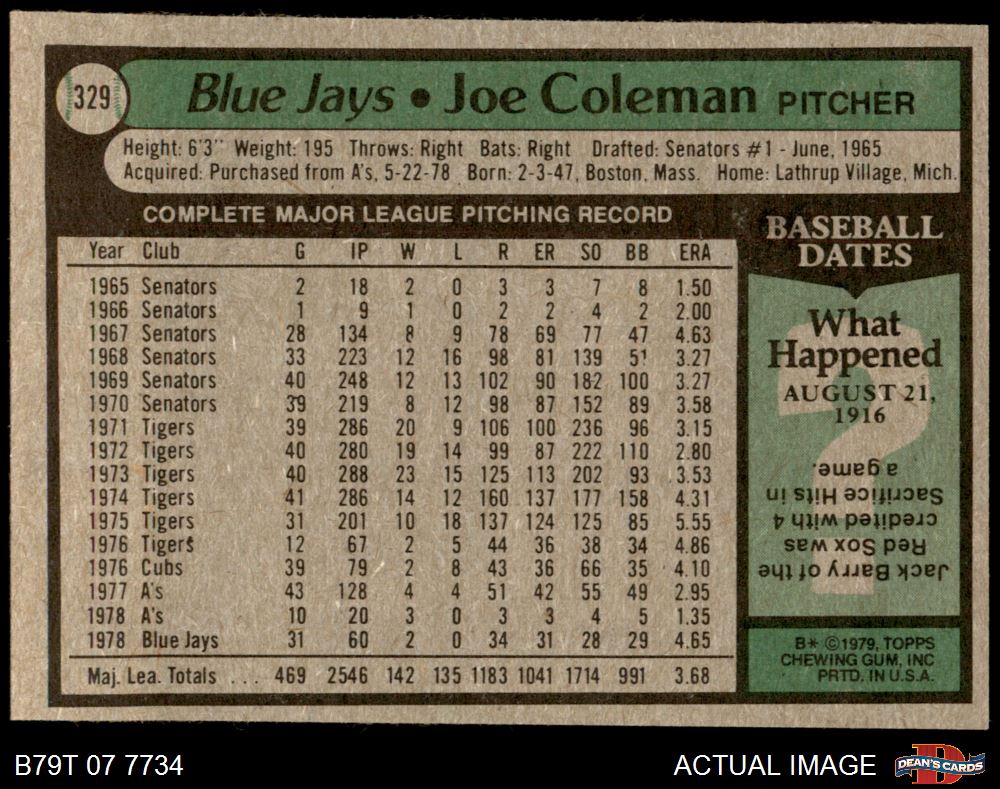 329
Blue Jays • Joe Coleman PITCHER
Height: 6'3" Weight: 195 Throws: Right Bats: Right Drafted: Senators #1 - June, 1965
Acquired: Purchased from A's, 5-22-78 Born: 2-3-47, Boston, Mass. Home: Lathrup Village, Mich.
COMPLETE MAJOR LEAGUE PITCHING RECORD
Year Club G IP W L R ER SO BB ERA
1965 Senators 2 18 2 0 3 3 7 8 1.50
1966 Senators 1 9 1 0 2 2 4 2 2.00
1967 Senators 28 134 8 9 78 69 77 47 4.63
1968 Senators 33 223 12 16 98 81 139 51 3.27
1969 Senators 40 248 12 13 102 90 182 100 3.27
1970 Senators 39 219 8 12 98 87 152 89 3.58
1971 Tigers 39 286 20 9 106 100 236 96 3.15
1972 Tigers 40 280 19 14 99 87 222 110 2.80
1973 Tigers 40 288 23 15 125 113 202 93 3.53
1974 Tigers 41 286 14 12 160 137 177 158 4.31
1975 Tigers 31 201 10 18 137 124 125 85 5.55
1976 Tigers 12 67 2 5 44 36 38 34 4.86
1976 Cubs 39 79 2 8 43 36 66 35 4.10
1977 A's 43 128 4 4 51 42 55 49 2.95
1978 A's 10 20 3 0 3 3 4 5 1.35
1978 Blue Jays 31 60 2 0 34 31 28 29 4.65
Maj. Lea. Totals . . . 469 2546 142 135 1183 1041 1714 991 3.68
BASEBALL
DATES
What
Happened
AUGUST 21,
1916
Jack Barry of the
Red Sox was
credited with 4
Sacrifice Hits in
a game.
B* ©1979, TOPPS
CHEWING GUM, INC
PRTD. IN U.S.A.
B79T 07 7734
ACTUAL IMAGE
D
DEAN'S CARDS